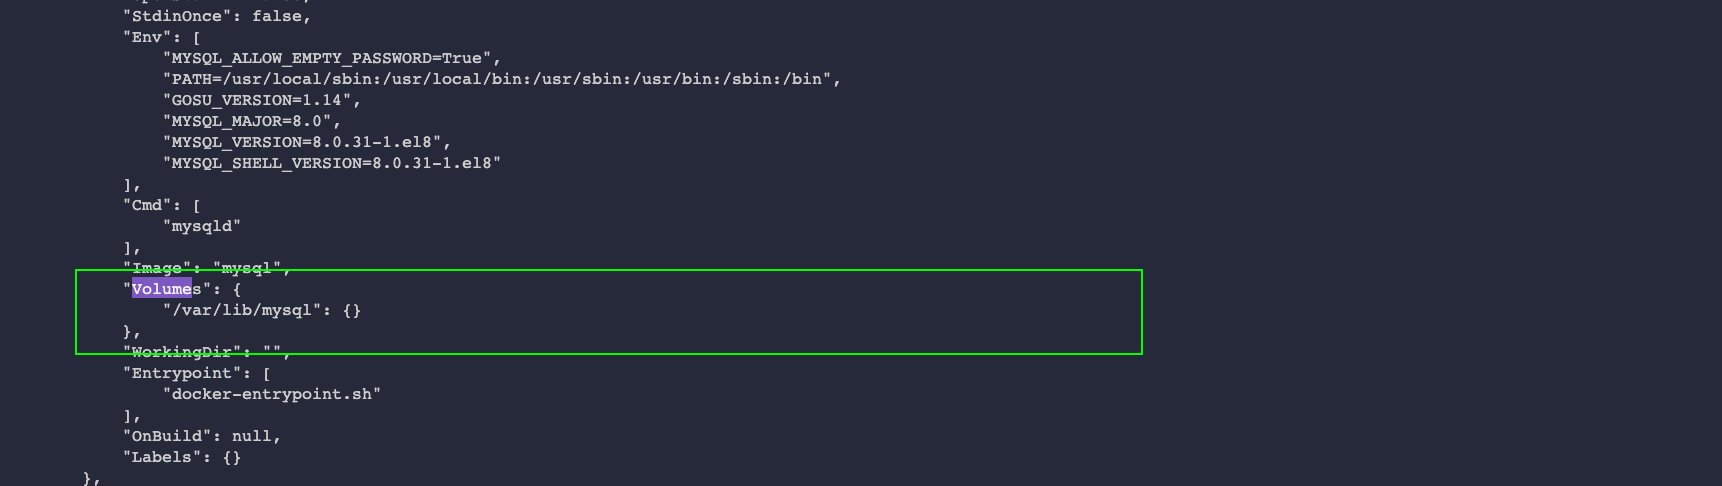 "StdinOnce": false,
"Env": [
"MYSQL_ALLOW_EMPTY_PASSWORD=True",
"PATH=/usr/local/sbin:/usr/local/bin:/usr/sbin:/usr/bin:/sbin:/bin",
"GOSU_VERSION=1.14",
"MYSQL_MAJOR=8.0",
"MYSQL_VERSION=8.0.31-1.el8",
"MYSQL_SHELL_VERSION=8.0.31-1.el8"
],
"Cmd": [
"mysqld"
],
"Image": "mysql",
"Volumes": {
"/var/lib/mysql": {}
},
"WorkingDir": "",
"Entrypoint": [
"docker-entrypoint.sh"
],
"OnBuild": null,
"Labels": {}
},